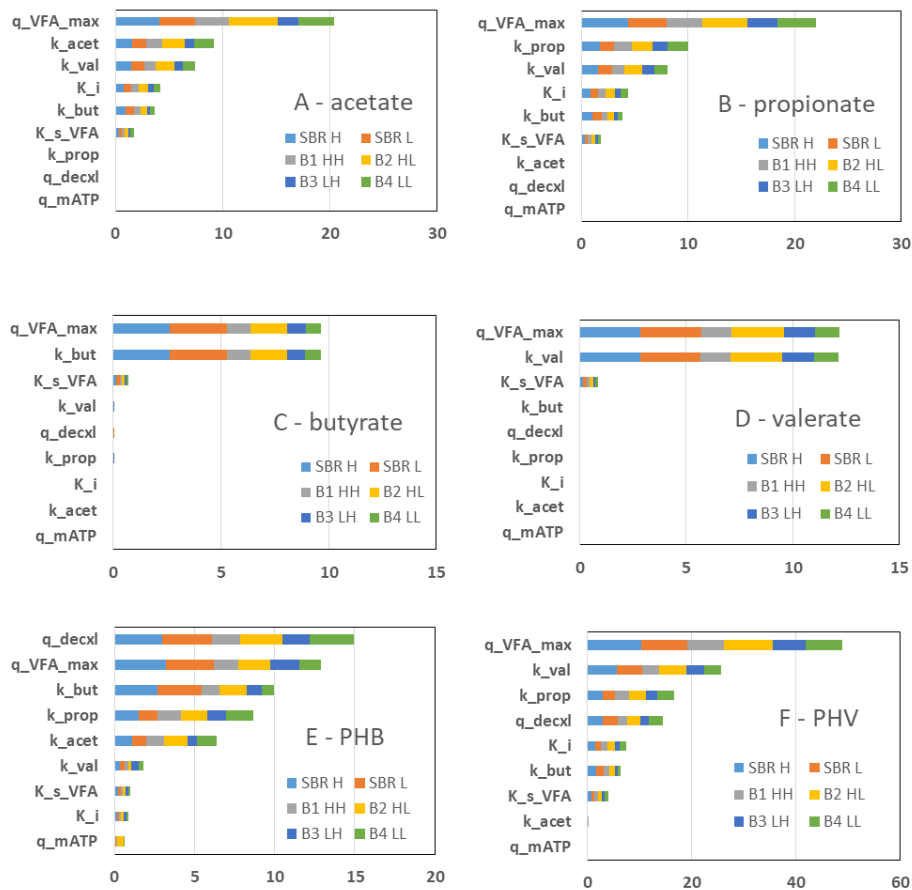 q_VFA_max
k_acet
k_val
K_i
k_but
K_s_VFA
k_prop
q_decxl
q_mATP
A - acetate
SBR H SBR L
B1 HH B2 HL
B3 LH B4 LL
0 10 20 30
q_VFA_max
k_prop
k_val
K_i
k_but
K_s_VFA
k_acet
q_decxl
q_mATP
B - propionate
SBR H SBR L
B1 HH B2 HL
B3 LH B4 LL
0 10 20 30
q_VFA_max
k_but
K_s_VFA
k_val
q_decxl
k_prop
K_i
k_acet
q_mATP
C - butyrate
SBR H SBR L
B1 HH B2 HL
B3 LH B4 LL
0 5 10 15
q_VFA_max
k_val
K_s_VFA
k_but
q_decxl
k_prop
K_i
k_acet
q_mATP
D - valerate
SBR H SBR L
B1 HH B2 HL
B3 LH B4 LL
0 5 10 15
q_decxl
q_VFA_max
k_but
k_prop
k_acet
k_val
K_s_VFA
K_i
q_mATP
E - PHB
SBR H SBR L
B1 HH B2 HL
B3 LH B4 LL
0 5 10 15 20
q_VFA_max
k_val
k_prop
q_decxl
K_i
k_but
K_s_VFA
k_acet
q_mATP
F - PHV
SBR H SBR L
B1 HH B2 HL
B3 LH B4 LL
0 20 40 60